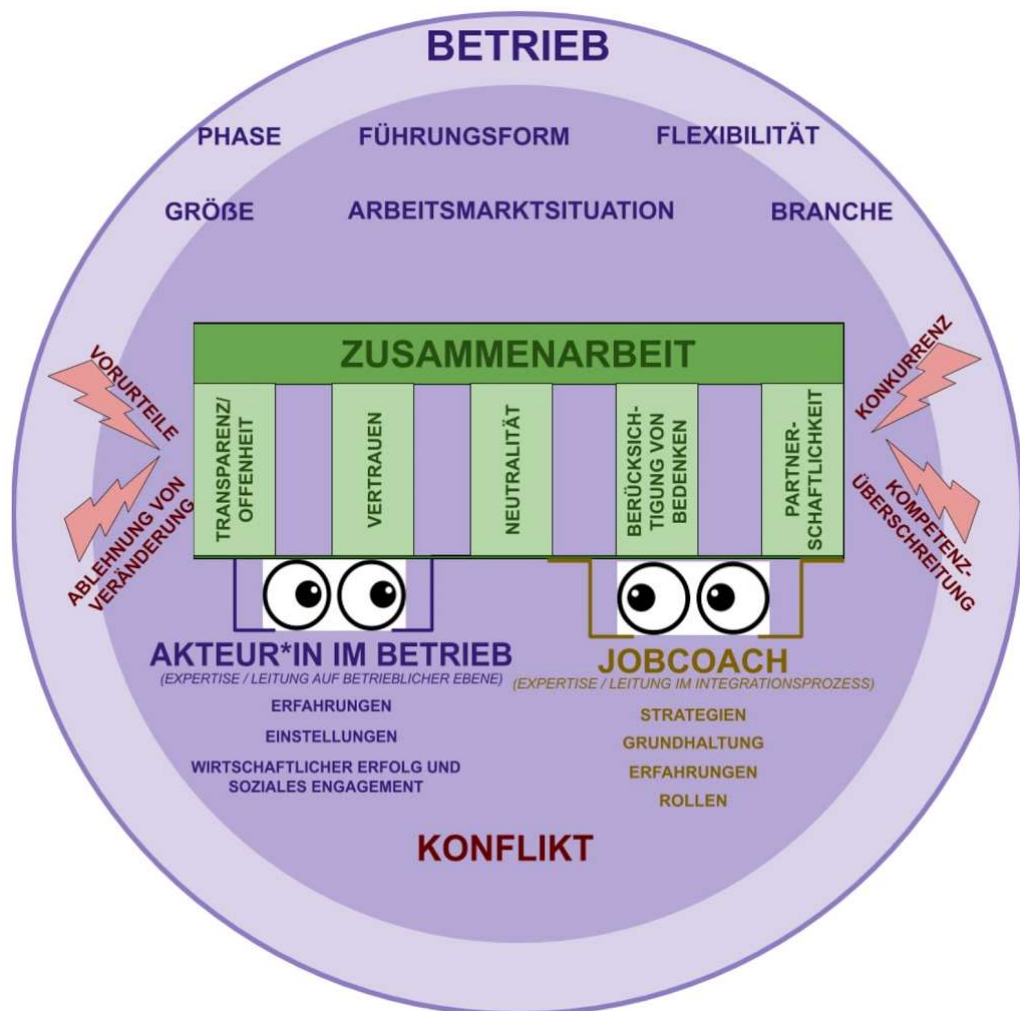 BETRIEB
PHASE FÜHRUNGSFORM FLEXIBILITÄT
GRÖßE ARBEITSMARKTSITUATION BRANCHE
VORURTEILE
ABLEHNUNG VON
VERÄNDERUNG
ZUSAMMENARBEIT
TRANSPARENZ/
OFFENHEIT
VERTRAUEN
NEUTRALITÄT
BERÜCKSICH-
TIGUNG VON
BEDENKEN
PARTNER-
SCHAFTLICHKEIT
KONKURRENZ
KOMPETENZ-
ÜBERSCHREITUNG
AKTEUR*IN IM BETRIEB
(EXPERTISE / LEITUNG AUF BETRIEBLICHER EBENE)
ERFAHRUNGEN
EINSTELLUNGEN
WIRTSCHAFTLICHER ERFOLG UND
SOZIALES ENGAGEMENT
JOBCOACH
(EXPERTISE / LEITUNG IM INTEGRATIONSPROZESS)
STRATEGIEN
GRUNDHALTUNG
ERFAHRUNGEN
ROLLEN
KONFLIKT